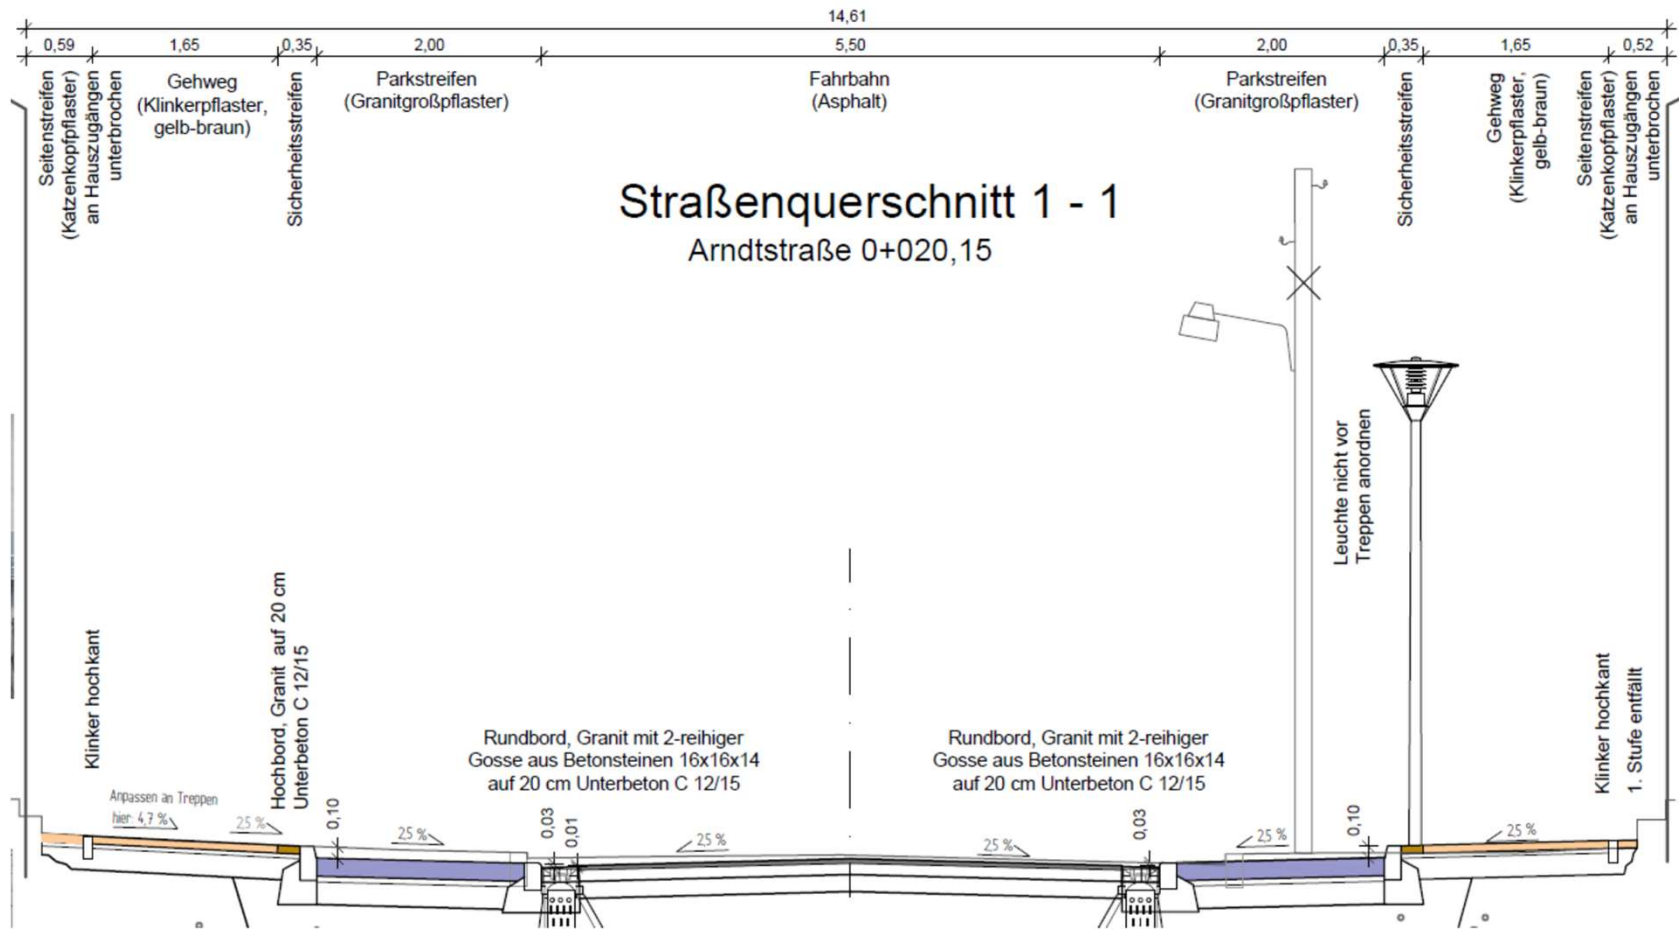 14,61
0,59
1,65
0,35
2,00
5,50
2,00
0,35
1,65
0,52
Seitenstreifen
(Katzenkopfpflaster)
an Hauszugängen
unterbrochen
Gehweg
(Klinkerpflaster,
gelb-braun)
Sicherheitsstreifen
Parkstreifen
(Granitgroßpflaster)
Fahrbahn
(Asphalt)
Parkstreifen
(Granitgroßpflaster)
Sicherheitsstreifen
Gehweg
(Klinkerpflaster,
gelb-braun)
Seitenstreifen
(Katzenkopfpflaster)
an Hauszugängen
unterbrochen
Straßenquerschnitt 1 - 1
Arndtstraße 0+020,15
Leuchte nicht vor
Treppen anordnen
Klinker hochkant
Hochbord, Granit auf 20 cm
Unterbeton C 12/15
Rundbord, Granit mit 2-reihiger
Gosse aus Betonsteinen 16x16x14
auf 20 cm Unterbeton C 12/15
Rundbord, Granit mit 2-reihiger
Gosse aus Betonsteinen 16x16x14
auf 20 cm Unterbeton C 12/15
Klinker hochkant
1. Stufe entfällt
Anpassen an Treppen
hier: 4,7 %
2,5 %
0,10
2,5 %
0,03
0,01
2,5 %
2,5 %
0,03
2,5 %
0,10
2,5 %